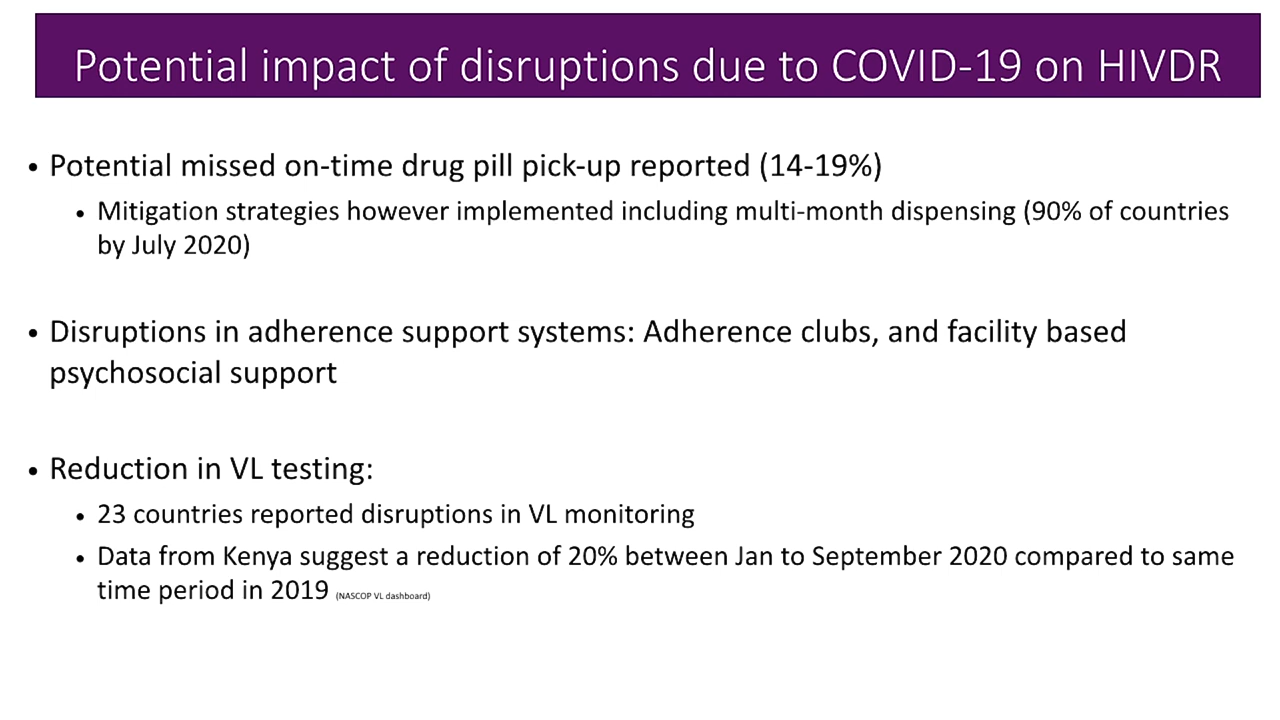 Potential impact of disruptions due to COVID-19 on HIVDR
• Potential missed on-time drug pill pick-up reported (14-19%)
• Mitigation strategies however implemented including multi-month dispensing (90% of countries
by July 2020)
• Disruptions in adherence support systems: Adherence clubs, and facility based
psychosocial support
• Reduction in VL testing:
• 23 countries reported disruptions in VL monitoring
• Data from Kenya suggest a reduction of 20% between Jan to September 2020 compared to same
time period in 2019 (NASCOP VL dashboard)